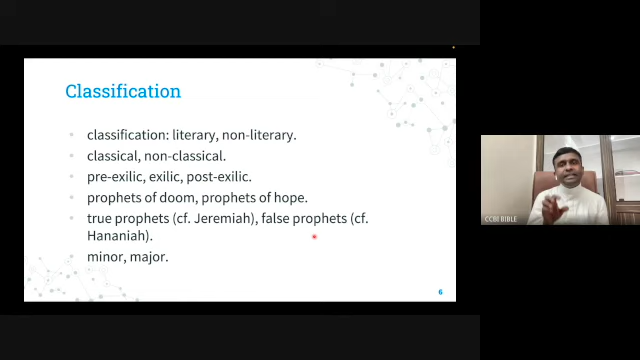 Classification
classification: literary, non-literary.
classical, non-classical.
pre-exilic, exilic, post-exilic.
prophets of doom, prophets of hope.
true prophets (cf. Jeremiah), false prophets (cf.
Hananiah).
minor, major.
6
CCBI BIBLE